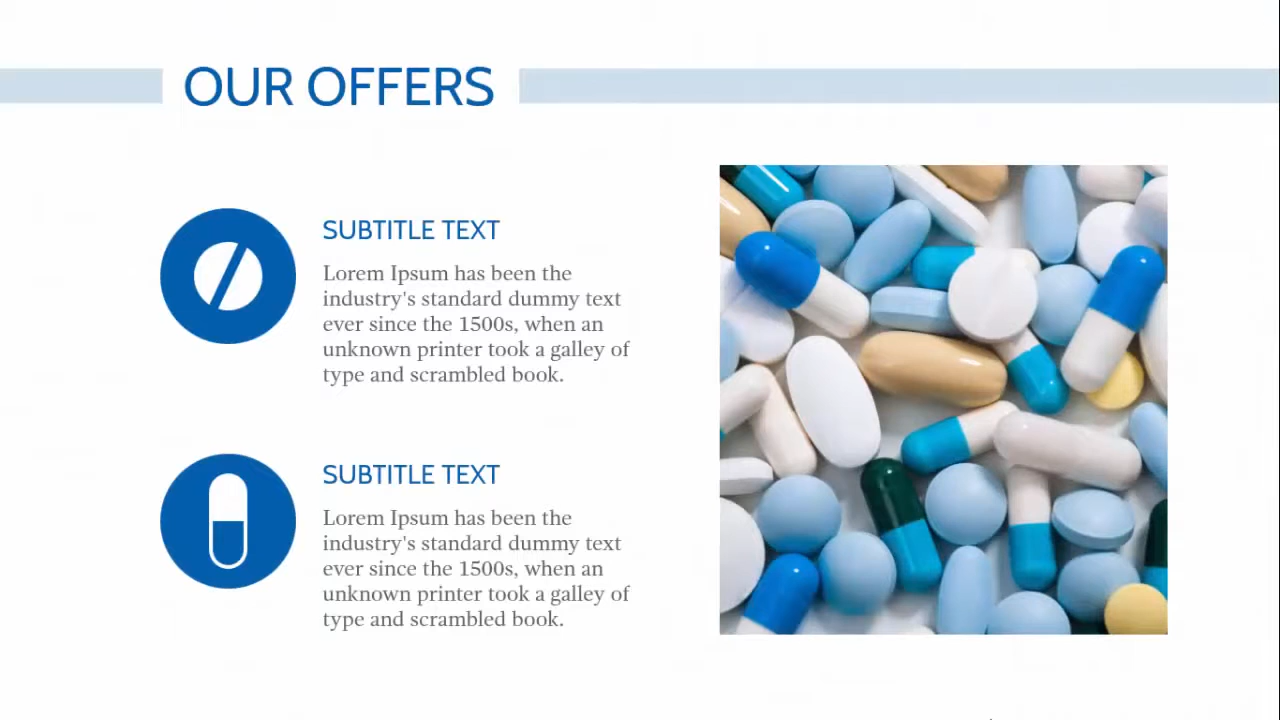 OUR OFFERS
SUBTITLE TEXT
Lorem Ipsum has been the
industry's standard dummy text
ever since the 1500s, when an
unknown printer took a galley of
type and scrambled book.
SUBTITLE TEXT
Lorem Ipsum has been the
industry's standard dummy text
ever since the 1500s, when an
unknown printer took a galley of
type and scrambled book.